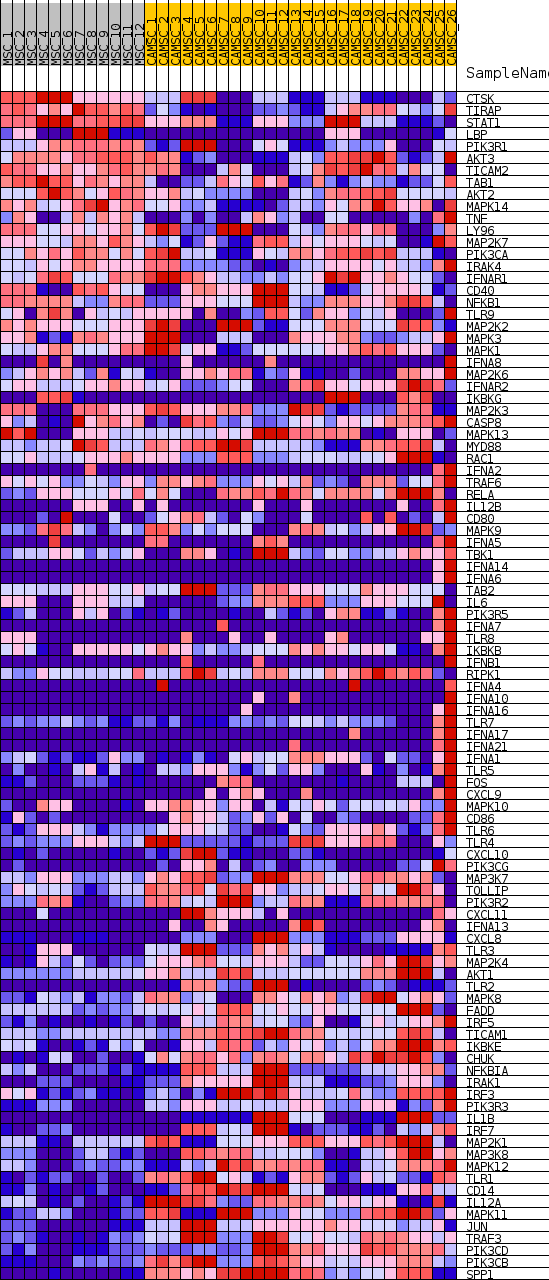 MSC_1
MSC_2
MSC_3
MSC_4
MSC_5
MSC_6
MSC_7
MSC_8
MSC_9
MSC_10
MSC_11
MSC_12
CAMSC_1
CAMSC_2
CAMSC_3
CAMSC_4
CAMSC_5
CAMSC_6
CAMSC_7
CAMSC_8
CAMSC_9
CAMSC_10
CAMSC_11
CAMSC_12
CAMSC_13
CAMSC_14
CAMSC_15
CAMSC_16
CAMSC_17
CAMSC_18
CAMSC_19
CAMSC_20
CAMSC_21
CAMSC_22
CAMSC_23
CAMSC_24
CAMSC_25
CAMSC_26
SampleName
CTSK
TIRAP
STAT1
LBP
PIK3R1
AKT3
TICAM2
TAB1
AKT2
MAPK14
TNF
LY96
MAP2K7
PIK3CA
IRAK4
IFNAR1
CD40
NFKB1
TLR9
MAP2K2
MAPK3
MAPK1
IFNA8
MAP2K6
IFNAR2
IKBKG
MAP2K3
CASP8
MAPK13
MYD88
RAC1
IFNA2
TRAF6
RELA
IL12B
CD80
MAPK9
IFNA5
TBK1
IFNA14
IFNA6
TAB2
IL6
PIK3R5
IFNA7
TLR8
IKBKB
IFNB1
RIPK1
IFNA4
IFNA10
IFNA16
TLR7
IFNA17
IFNA21
IFNA1
TLR5
FOS
CXCL9
MAPK10
CD86
TLR6
TLR4
CXCL10
PIK3CG
MAP3K7
TOLLIP
PIK3R2
CXCL11
IFNA13
CXCL8
TLR3
MAP2K4
AKT1
TLR2
MAPK8
FADD
IRF5
TICAM1
IKBKE
CHUK
NFKBIA
IRAK1
IRF3
PIK3R3
IL1B
IRF7
MAP2K1
MAP3K8
MAPK12
TLR1
CD14
IL12A
MAPK11
JUN
TRAF3
PIK3CD
PIK3CB
SPP1